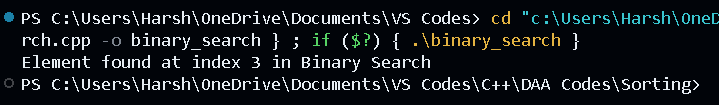 PS C:\Users\Harsh\OneDrive\Documents\VS Codes> cd "c:\Users\Harsh\OneD
rch.cpp -o binary_search } ; if ($?) { .\binary_search }
Element found at index 3 in Binary Search
PS C:\Users\Harsh\OneDrive\Documents\VS Codes\C++\DAA Codes\Sorting>